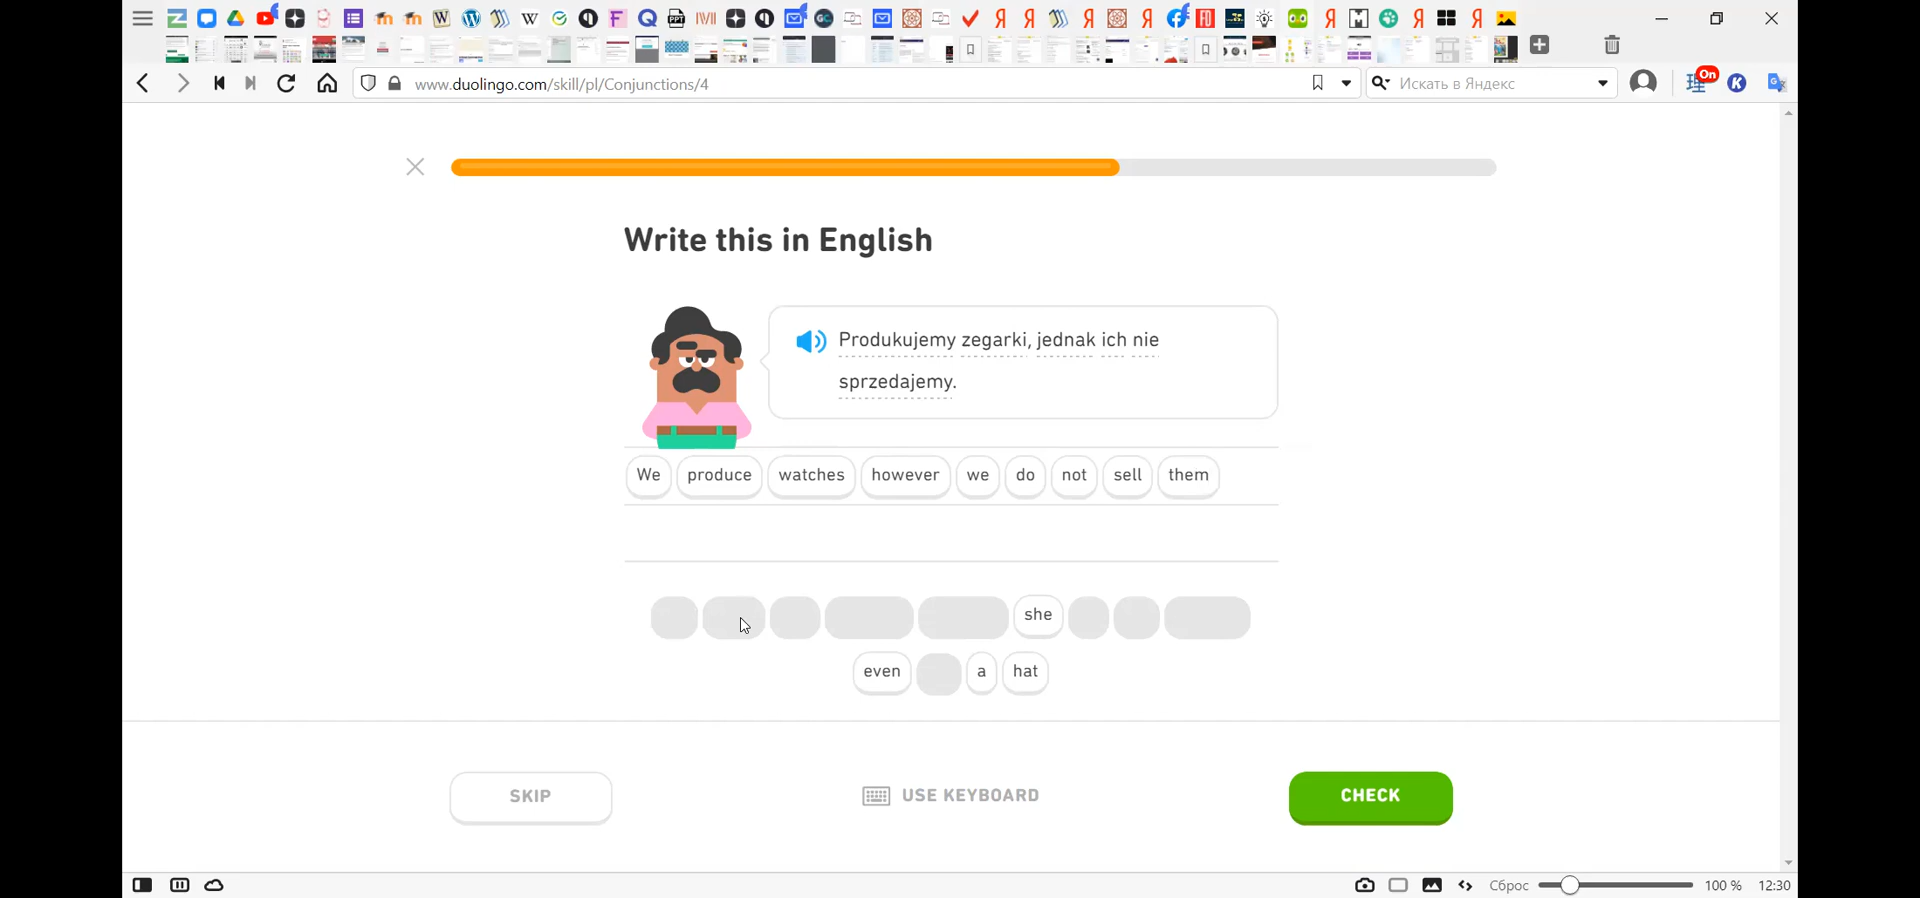 www.duolingo.com/skill/pl/Conjunctions/4
Искать в Яндекс
On
Write this in English
Produkujemy zegarki, jednak ich nie
sprzedajemy.
We produce watches however we do not sell them
she
even a hat
SKIP
USE KEYBOARD
CHECK
Сброс
100 %
12:30